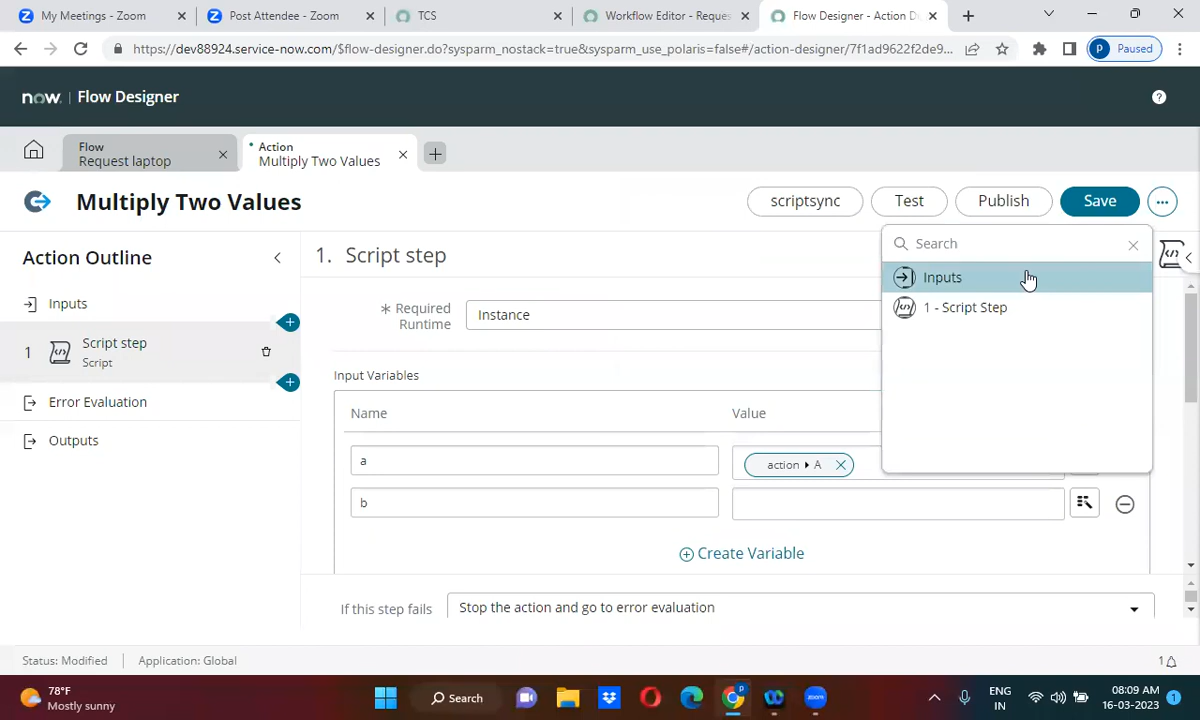 My Meetings - Zoom
Post Attendee - Zoom
TCS
Workflow Editor - Reques
Flow Designer - Action D
https://dev88924.service-now.com/$flow-designer.do?sysparm_nostack=true&sysparm_use_polaris=false#/action-designer/7f1ad9622f2de9...
P Paused
now. | Flow Designer
?
Flow
Request laptop
Action
Multiply Two Values
Multiply Two Values
scriptsync
Test
Publish
Save
Action Outline
Inputs
1
Script step
Script
Error Evaluation
Outputs
1. Script step
Search
Inputs
1 - Script Step
* Required
Runtime
Instance
Input Variables
Name
Value
a
action ▸ A
b
Create Variable
If this step fails
Stop the action and go to error evaluation
Status: Modified
Application: Global
1
78°F
Mostly sunny
Search
ENG
IN
08:09 AM
16-03-2023
1
zoom